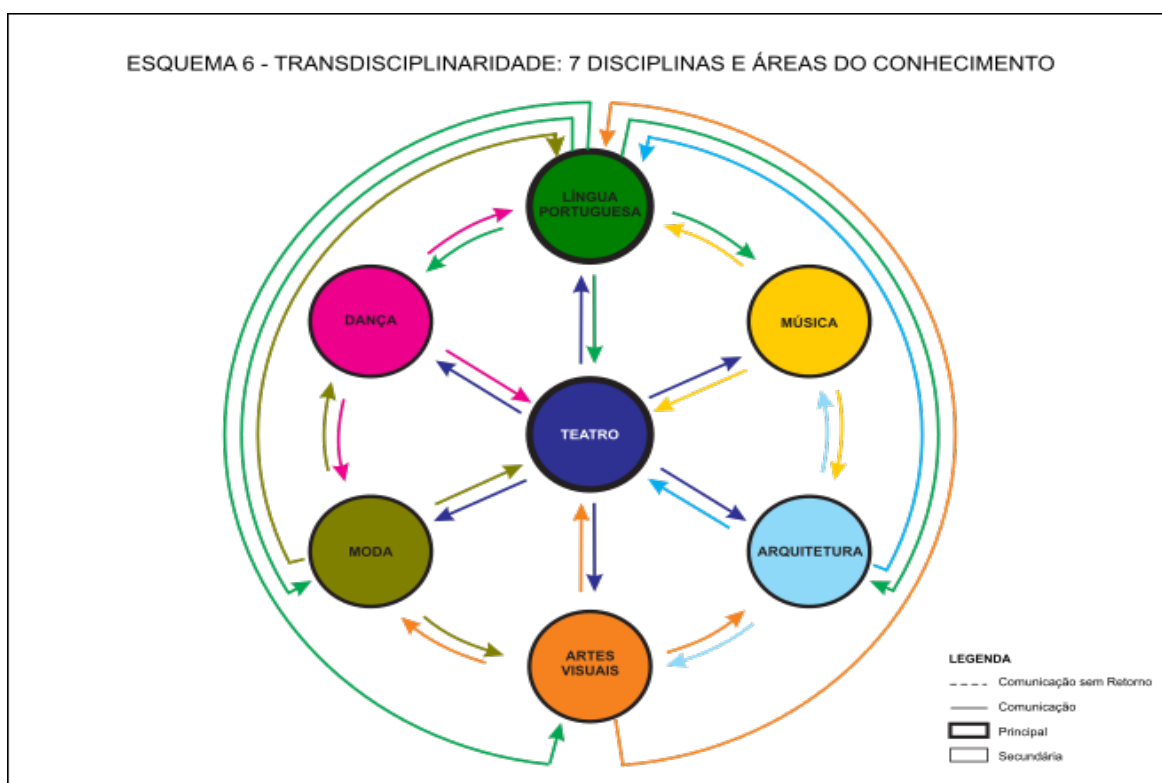 ESQUEMA 6 - TRANSDISCIPLINARIDADE: 7 DISCIPLINAS E ÁREAS DO CONHECIMENTO
LÍNGUA
PORTUGUESA
DANÇA
MÚSICA
TEATRO
MODA
ARQUITETURA
ARTES
VISUAIS
LEGENDA
Comunicação sem Retorno
Comunicação
Principal
Secundária